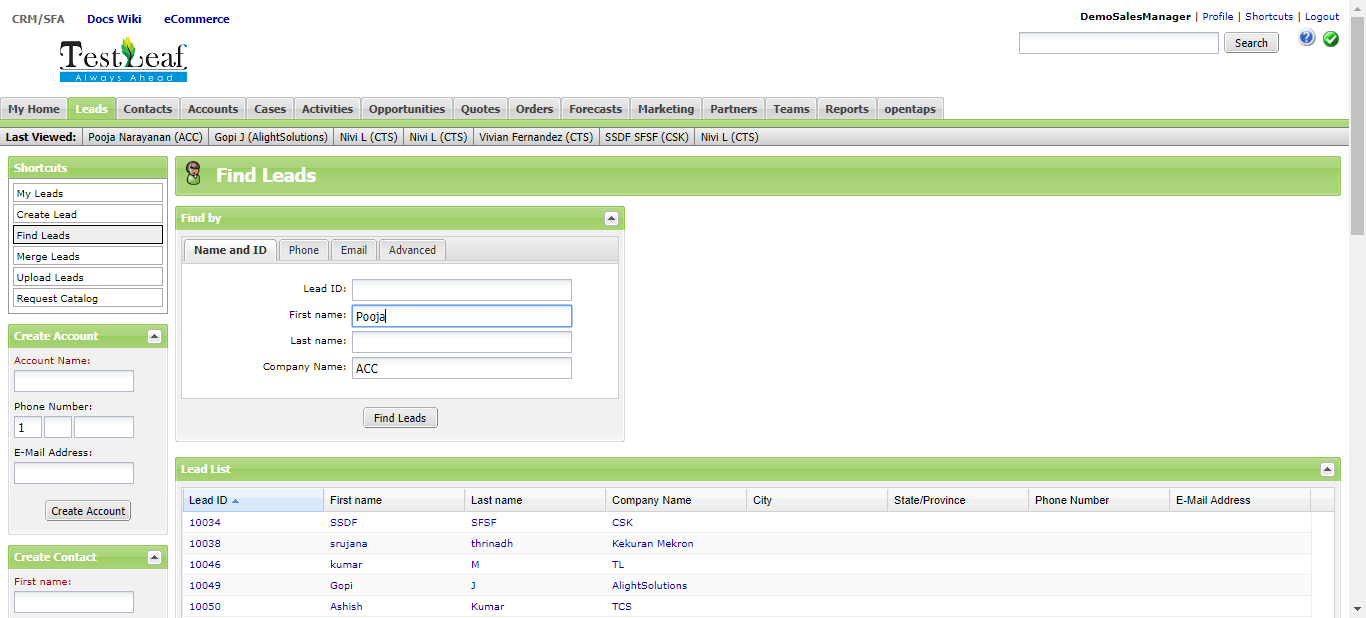 CRM/SFA Docs Wiki eCommerce
DemoSalesManager | Profile | Shortcuts | Logout
TestLeaf
Always Ahead
Search
My Home Leads Contacts Accounts Cases Activities Opportunities Quotes Orders Forecasts Marketing Partners Teams Reports opentaps
Last Viewed: Pooja Narayanan (ACC) Gopi J (AlightSolutions) Nivi L (CTS) Nivi L (CTS) Vivian Fernandez (CTS) SSDF SFSF (CSK) Nivi L (CTS)
Shortcuts
My Leads
Create Lead
Find Leads
Merge Leads
Upload Leads
Request Catalog
Create Account
Account Name:
Phone Number:
1
E-Mail Address:
Create Account
Create Contact
First name:
Find Leads
Find by
Name and ID Phone Email Advanced
Lead ID:
First name: Pooja
Last name:
Company Name: ACC
Find Leads
Lead List
Lead ID First name Last name Company Name City State/Province Phone Number E-Mail Address
10034 SSDF SFSF CSK
10038 srujana thrinadh Kekuran Mekron
10046 kumar M TL
10049 Gopi J AlightSolutions
10050 Ashish Kumar TCS